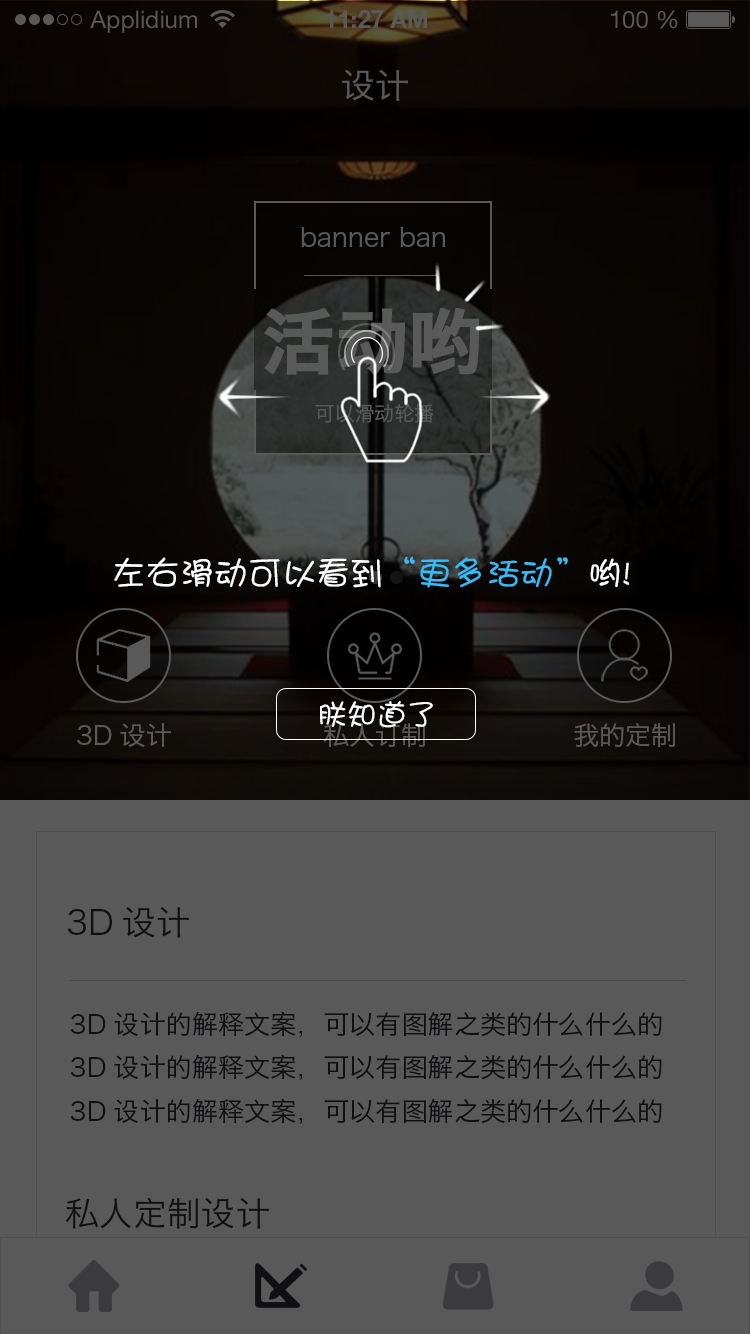 Applidium 11:27 AM 100 %
设计
banner ban
活动哟
可以滑动轮播
左右滑动可以看到“更多活动”哟!
3D 设计 私人订制 我的定制
朕知道了
3D 设计
3D 设计的解释文案，可以有图解之类的什么什么的
3D 设计的解释文案，可以有图解之类的什么什么的
3D 设计的解释文案，可以有图解之类的什么什么的
私人定制设计